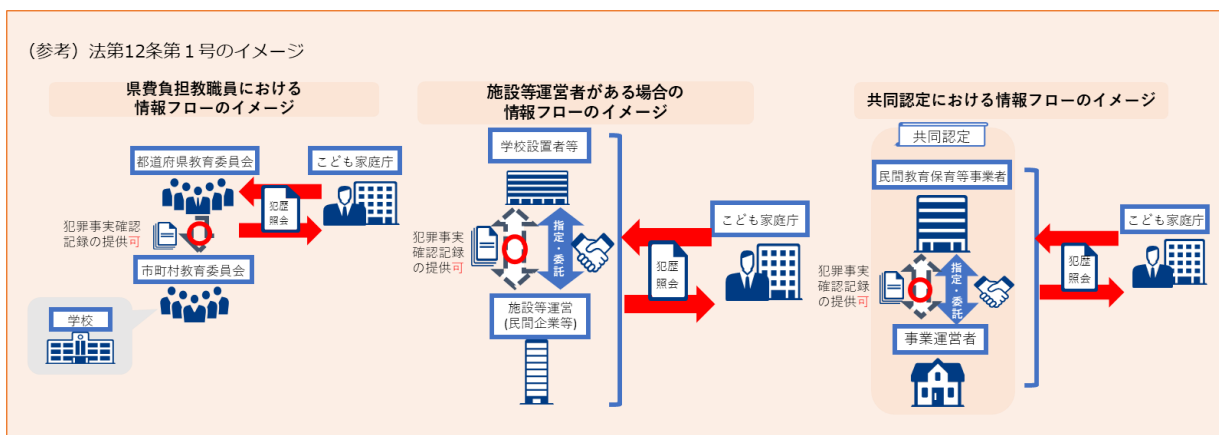 (参考)法第12条第1号のイメージ
県費負担教職員における
情報フローのイメージ
都道府県教育委員会
こども家庭庁
犯歴
照会
犯罪事実確認
記録の提供可
市町村教育委員会
学校
施設等運営者がある場合の
情報フローのイメージ
学校設置者等
こども家庭庁
犯罪事実
確認記録
の提供可
指定・委託
犯歴
照会
施設等運営
(民間企業等)
共同認定における情報フローのイメージ
共同認定
民間教育保育等事業者
こども家庭庁
犯罪事実
確認記録
の提供可
指定・委託
犯歴
照会
事業運営者